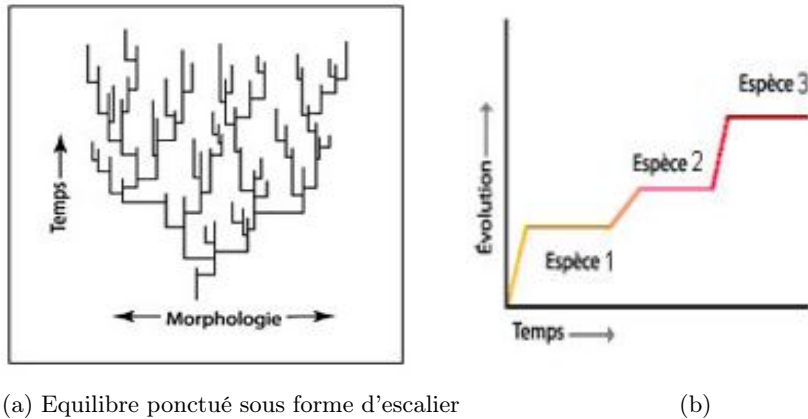 Temps
Morphologie
Évolution
Espèce 1
Espèce 2
Espèce 3
Temps
(a) Equilibre ponctué sous forme d'escalier
(b)